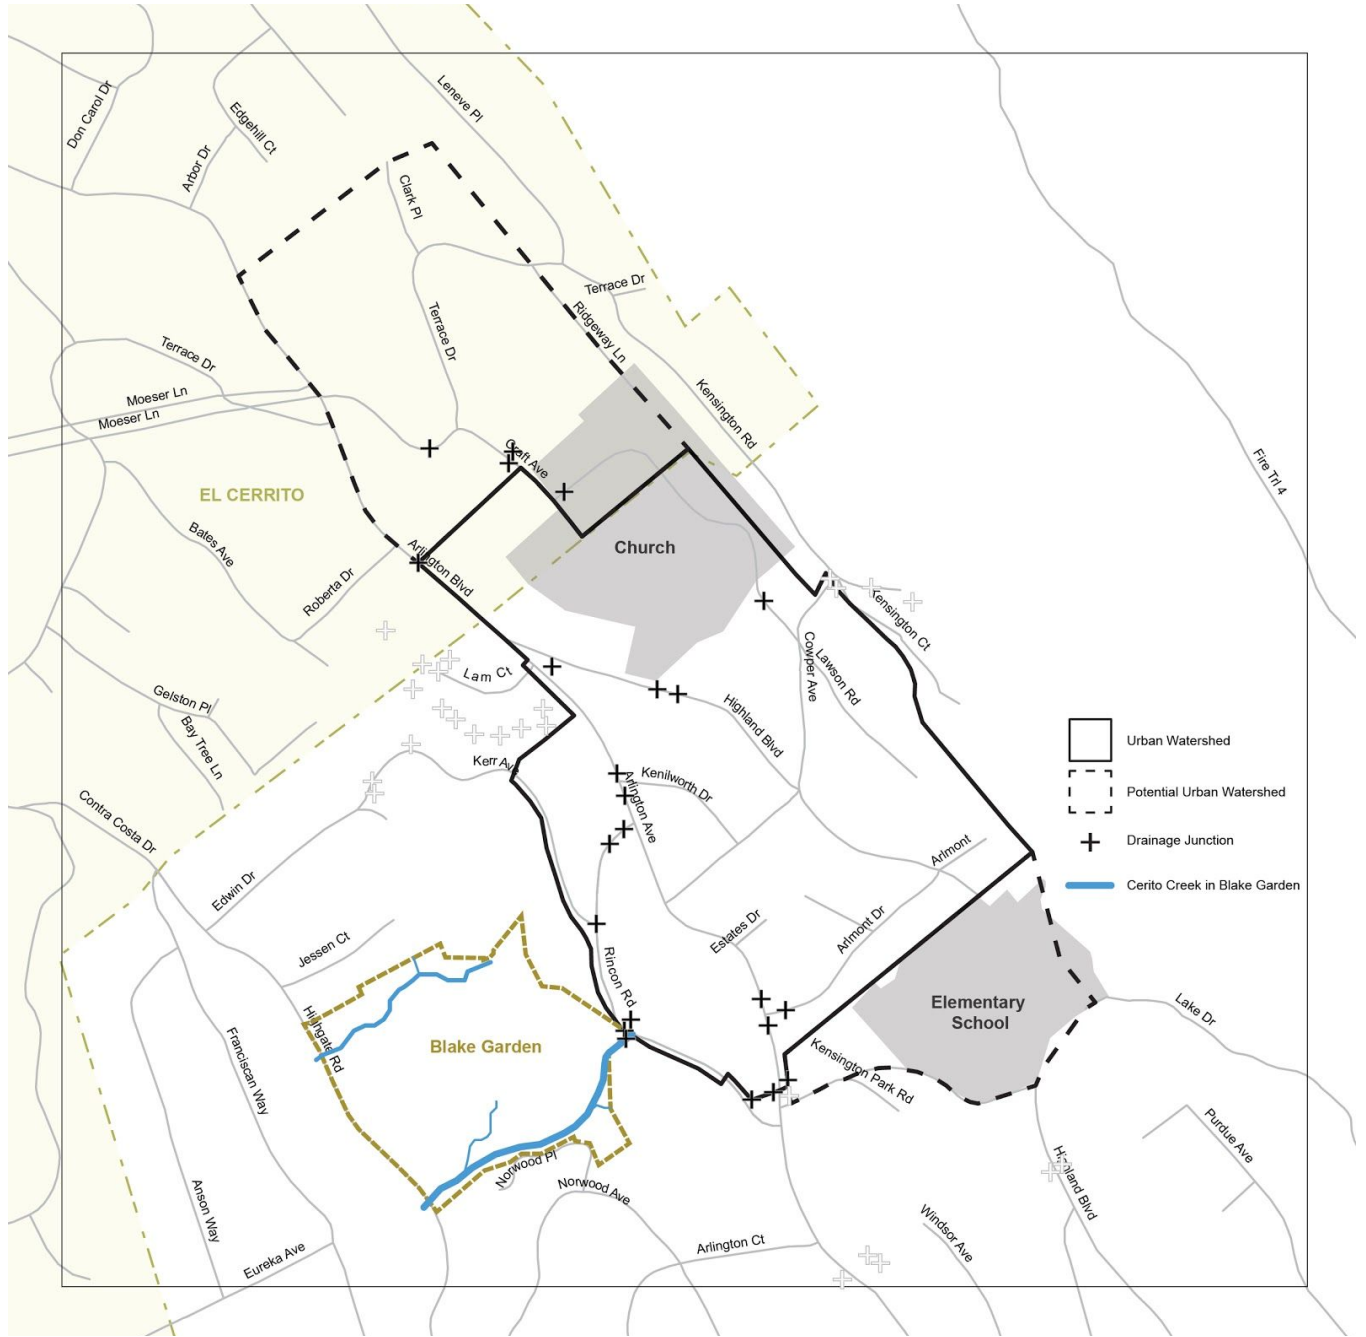 Don Carol Dr
Edgehill Ct
Leneve Pl
Arbor Dr
Clark Pl
Terrace Dr
Terrace Dr
Ridgeway Ln
Terrace Dr
Kensington Rd
Moeser Ln
Moeser Ln
Craft Ave
Fire Trl 4
EL CERRITO
Bates Ave
Church
Arlington Blvd
Roberta Dr
Kensington Ct
Cowper Ave
Lawson Rd
Lam Ct
Gelston Pl
Highland Blvd
Bay Tree Ln
Urban Watershed
Kerr Ave
Kenilworth Dr
Potential Urban Watershed
Arlington Ave
Contra Costa Dr
Drainage Junction
Arlmont
Cerito Creek in Blake Garden
Edwin Dr
Estates Dr
Arlmont Dr
Jessen Ct
Rincon Rd
Elementary
School
Lake Dr
Highgate Rd
Blake Garden
Franciscan Way
Kensington Park Rd
Purdue Ave
Norwood Pl
Norwood Ave
Highland Blvd
Anson Way
Windsor Ave
Arlington Ct
Eureka Ave